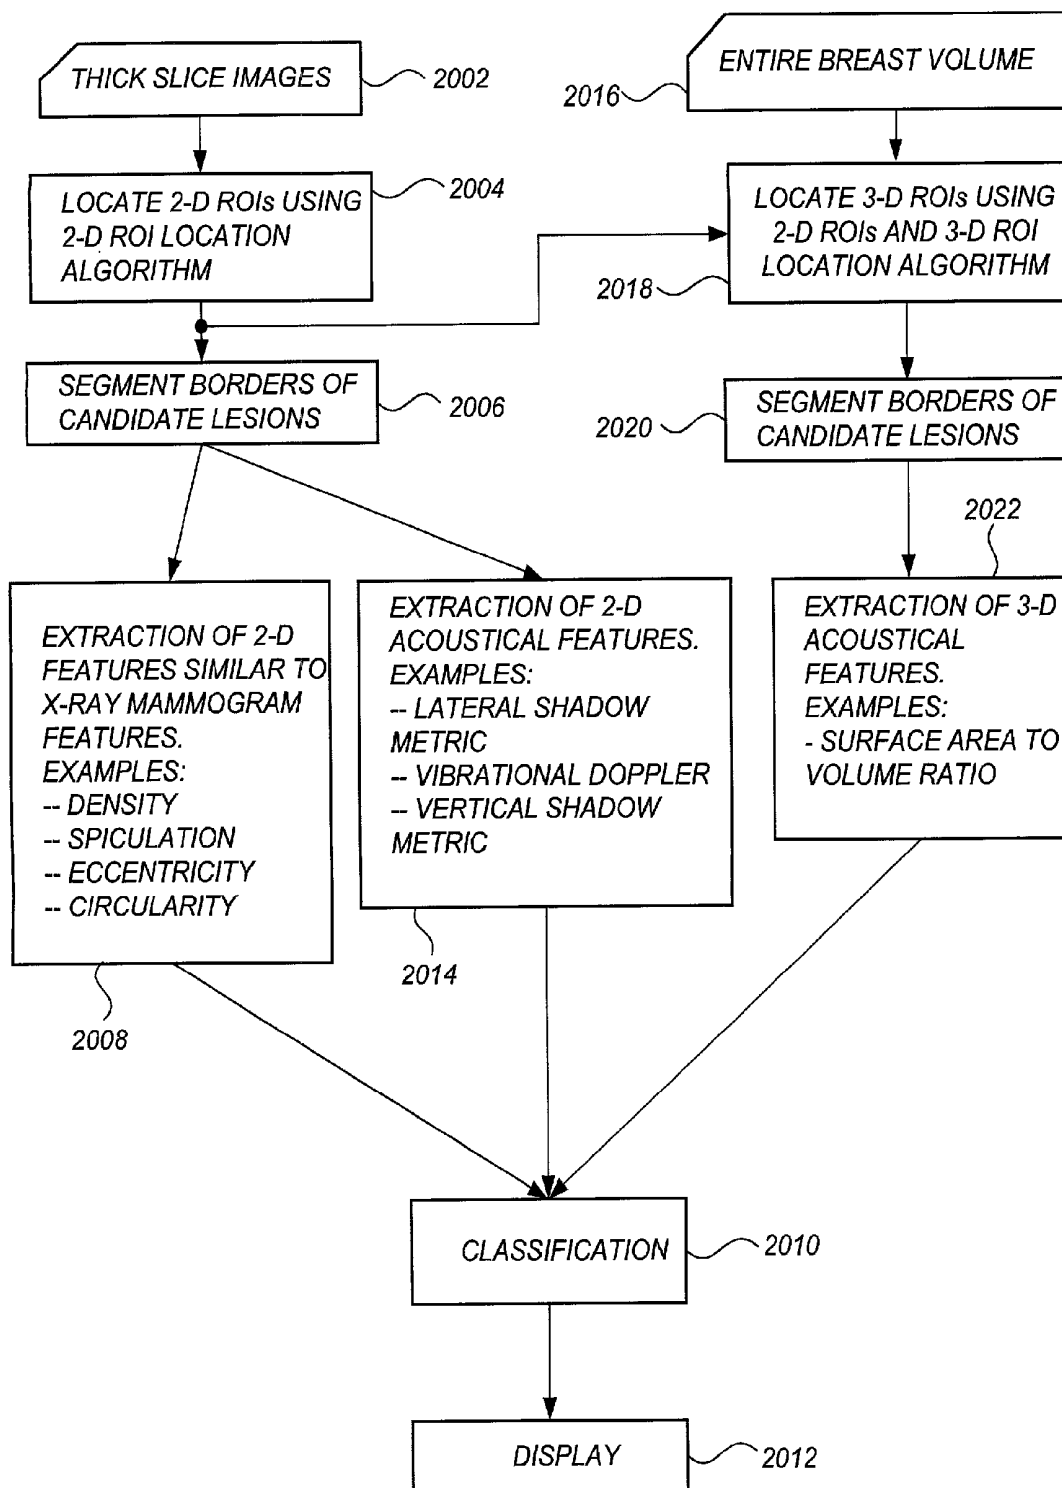 THICK SLICE IMAGES
2002
ENTIRE BREAST VOLUME
2016
LOCATE 2-D ROIs USING
2-D ROI LOCATION
ALGORITHM
2004
LOCATE 3-D ROIs USING
2-D ROIs AND 3-D ROI
LOCATION ALGORITHM
2018
SEGMENT BORDERS OF
CANDIDATE LESIONS
2006
SEGMENT BORDERS OF
CANDIDATE LESIONS
2020
2022
EXTRACTION OF 2-D
FEATURES SIMILAR TO
X-RAY MAMMOGRAM
FEATURES.
EXAMPLES:
-- DENSITY
-- SPICULATION
-- ECCENTRICITY
-- CIRCULARITY
2008
EXTRACTION OF 2-D
ACOUSTICAL FEATURES.
EXAMPLES:
-- LATERAL SHADOW
METRIC
-- VIBRATIONAL DOPPLER
-- VERTICAL SHADOW
METRIC
2014
EXTRACTION OF 3-D
ACOUSTICAL
FEATURES.
EXAMPLES:
- SURFACE AREA TO
VOLUME RATIO
CLASSIFICATION
2010
DISPLAY
2012